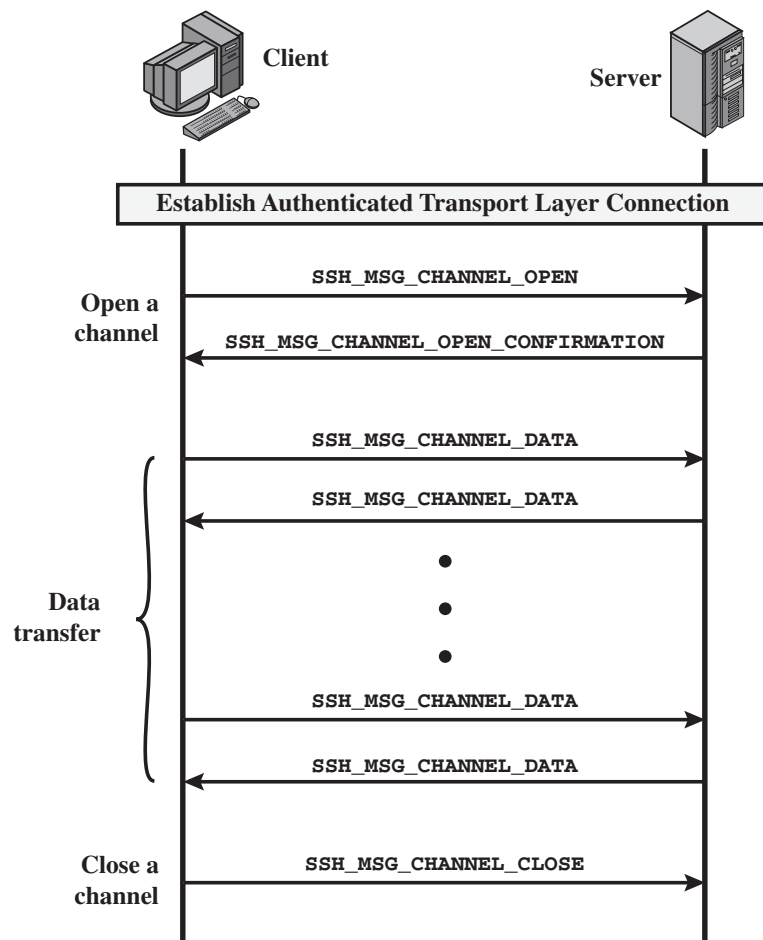 Client
Server
Establish Authenticated Transport Layer Connection
Open a
channel
SSH_MSG_CHANNEL_OPEN
SSH_MSG_CHANNEL_OPEN_CONFIRMATION
SSH_MSG_CHANNEL_DATA
SSH_MSG_CHANNEL_DATA
Data
transfer
SSH_MSG_CHANNEL_DATA
SSH_MSG_CHANNEL_DATA
Close a
channel
SSH_MSG_CHANNEL_CLOSE